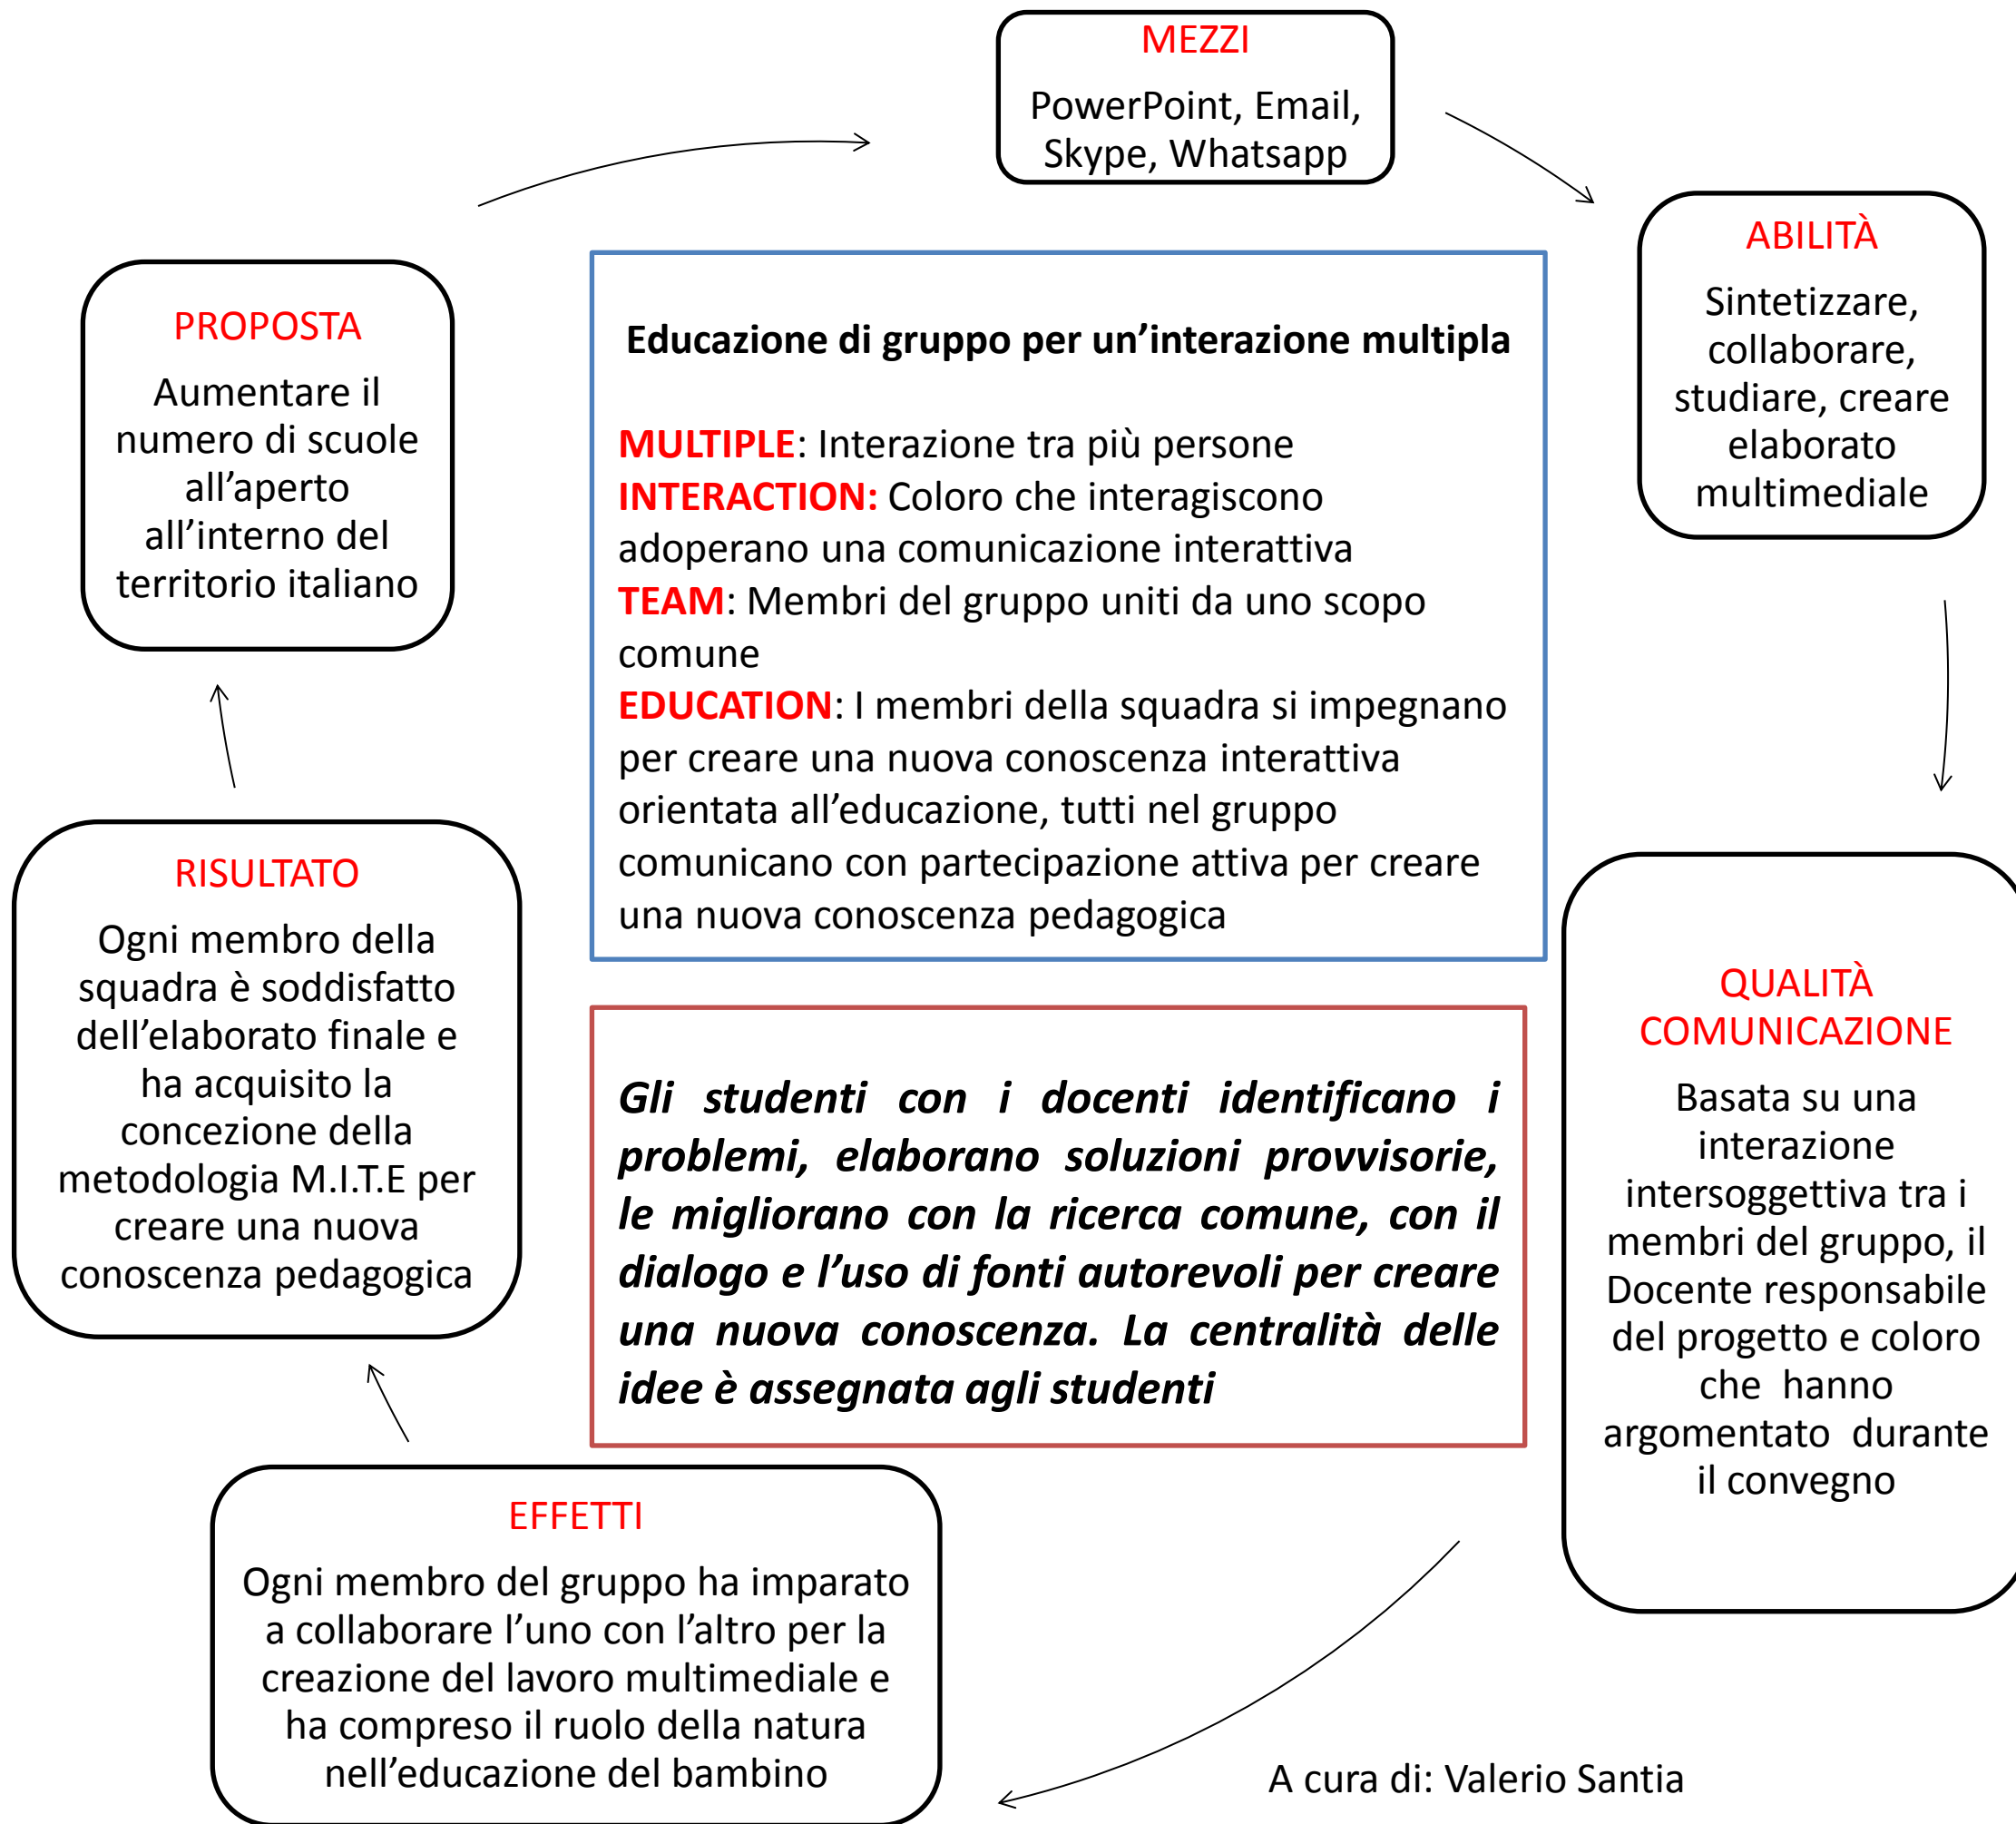 MEZZI
PowerPoint, Email,
Skype, Whatsapp
ABILITÀ
Sintetizzare,
collaborare,
studiare, creare
elaborato
multimediale
QUALITÀ
COMUNICAZIONE
Basata su una
interazione
intersoggettiva tra i
membri del gruppo, il
Docente responsabile
del progetto e coloro
che hanno
argomentato durante
il convegno
EFFETTI
Ogni membro del gruppo ha imparato
a collaborare l’uno con l’altro per la
creazione del lavoro multimediale e
ha compreso il ruolo della natura
nell’educazione del bambino
RISULTATO
Ogni membro della
squadra è soddisfatto
dell’elaborato finale e
ha acquisito la
concezione della
metodologia M.I.T.E per
creare una nuova
conoscenza pedagogica
PROPOSTA
Aumentare il
numero di scuole
all’aperto
all’interno del
territorio italiano
Educazione di gruppo per un’interazione multipla
MULTIPLE: Interazione tra più persone
INTERACTION: Coloro che interagiscono
adoperano una comunicazione interattiva
TEAM: Membri del gruppo uniti da uno scopo
comune
EDUCATION: I membri della squadra si impegnano
per creare una nuova conoscenza interattiva
orientata all’educazione, tutti nel gruppo
comunicano con partecipazione attiva per creare
una nuova conoscenza pedagogica
Gli studenti con i docenti identificano i
problemi, elaborano soluzioni provvisorie,
le migliorano con la ricerca comune, con il
dialogo e l’uso di fonti autorevoli per creare
una nuova conoscenza. La centralità delle
idee è assegnata agli studenti
A cura di: Valerio Santia